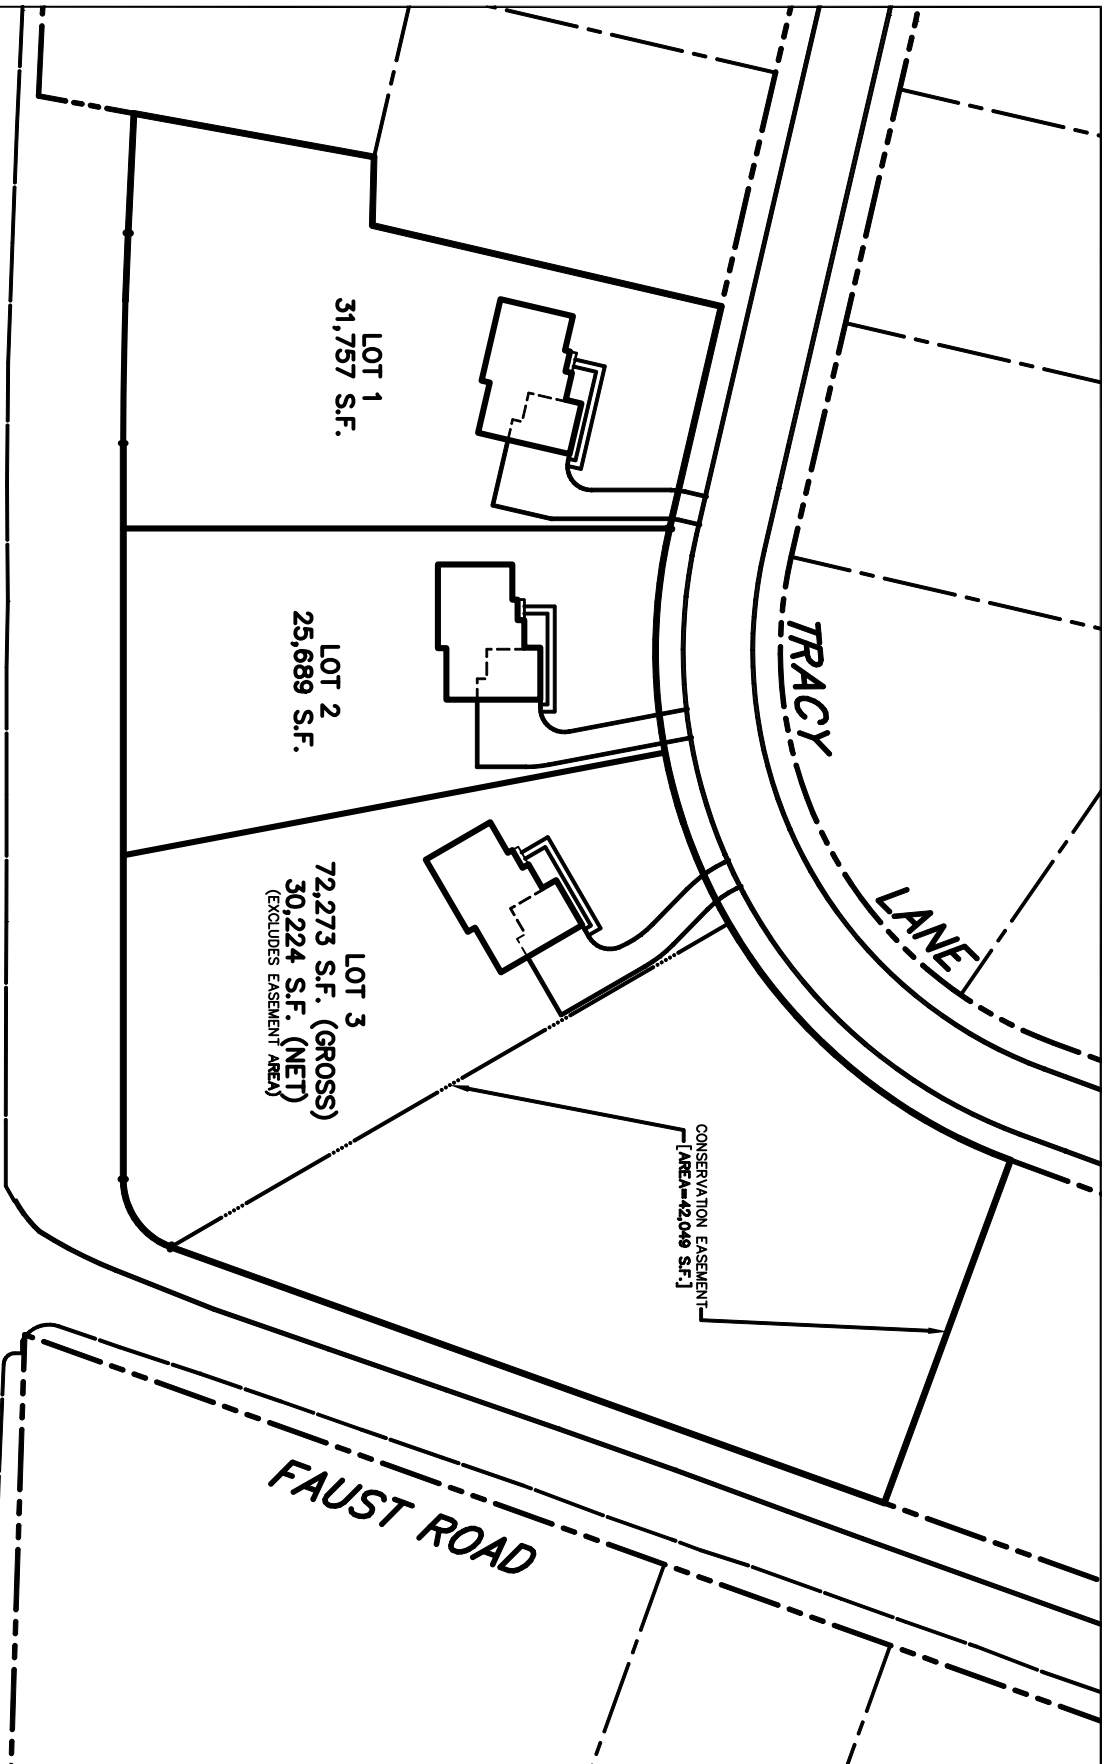 TRACY
LANE
LOT 1
31,757 S.F.
LOT 2
25,689 S.F.
LOT 3
72,273 S.F. (GROSS)
30,224 S.F. (NET)
(EXCLUDES EASEMENT AREA)
CONSERVATION EASEMENT
[AREA=42,049 S.F.]
FAUST ROAD